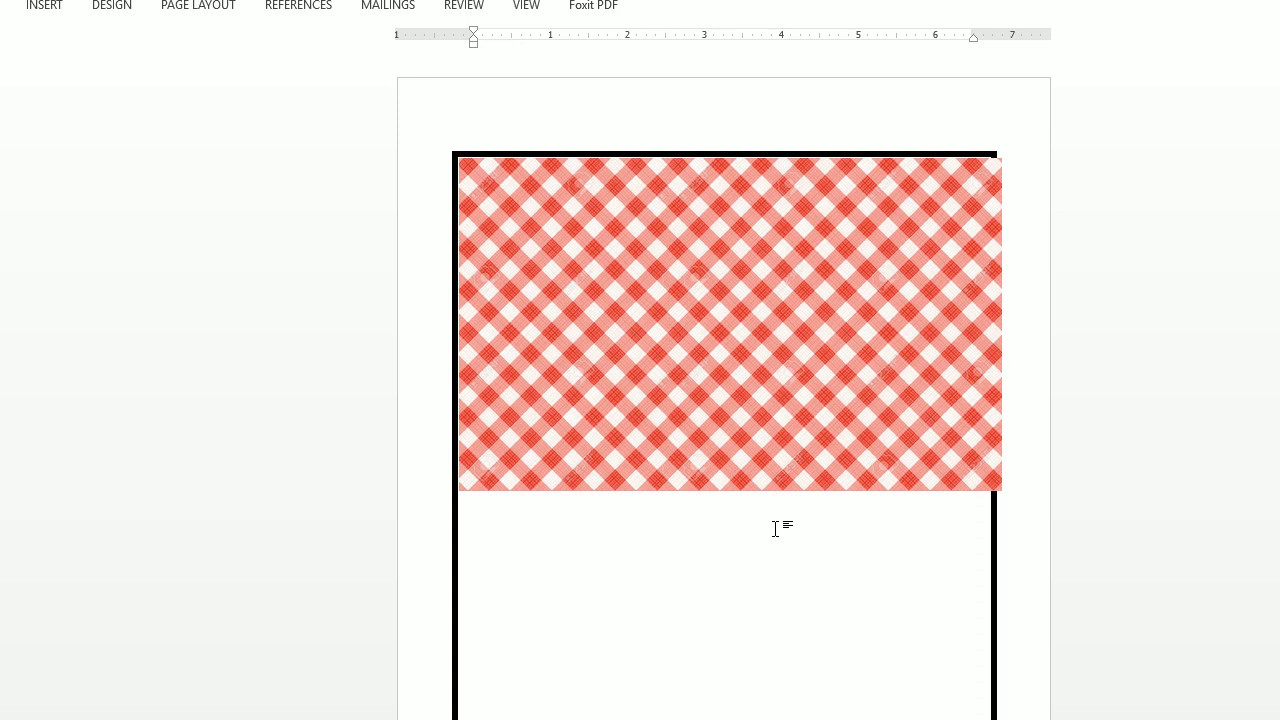 INSERT DESIGN PAGE LAYOUT REFERENCES MAILINGS REVIEW VIEW Foxit PDF
1 1 2 3 4 5 6 7